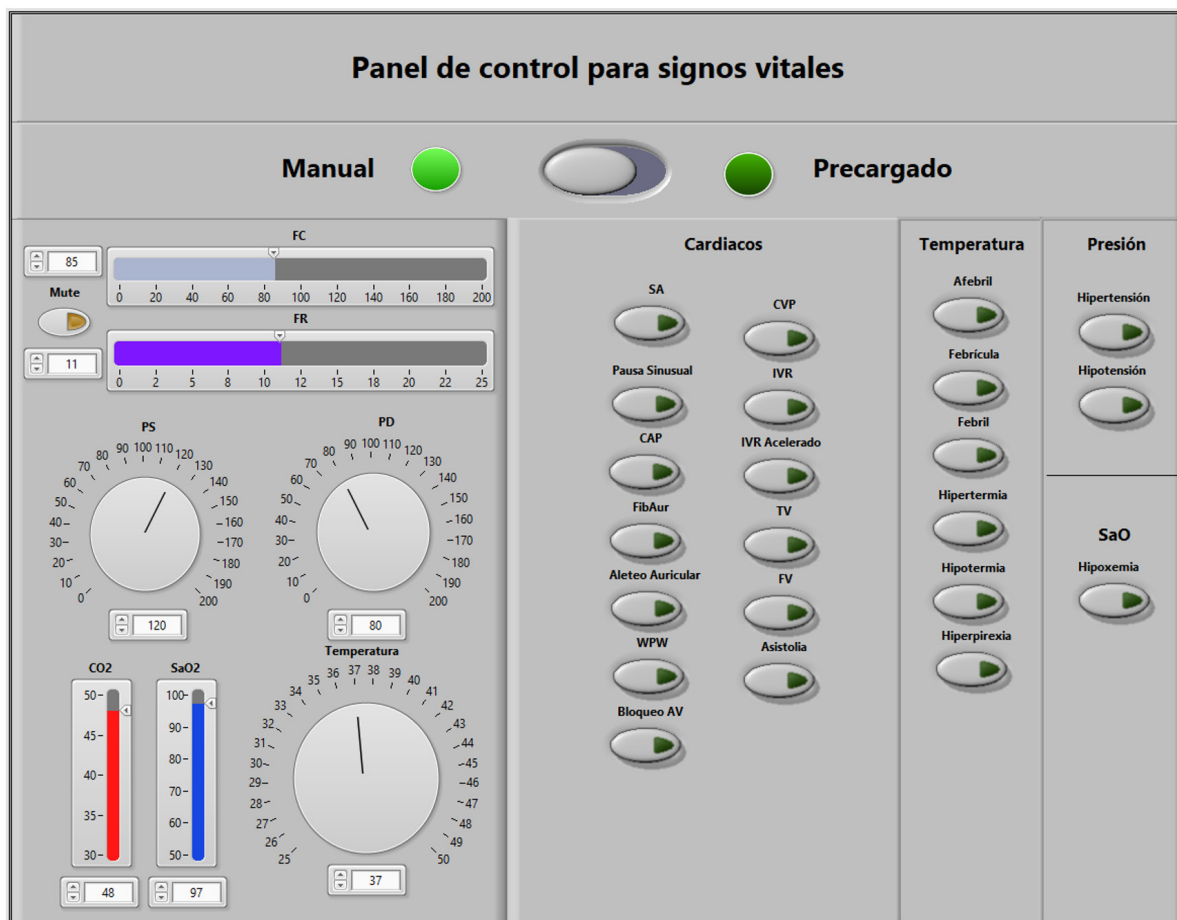 Panel de control para signos vitales
Manual
Precargado
FC
85
0 20 40 60 80 100 120 140 160 180 200
Mute
FR
11
0 2 5 8 10 12 15 18 20 22 25
PS
0 10 20 30 40 50 60 70 80 90 100 110 120 130 140 150 160 170 180 190 200
120
PD
0 10 20 30 40 50 60 70 80 90 100 110 120 130 140 150 160 170 180 190 200
80
CO2
50
45
40
35
30
48
SaO2
100
90
80
70
60
50
97
Temperatura
25 26 27 28 29 30 31 32 33 34 35 36 37 38 39 40 41 42 43 44 45 46 47 48 49 50
37
Cardiacos
SA
CVP
Pausa Sinusual
IVR
CAP
IVR Acelerado
FibAur
TV
Aleteo Auricular
FV
WPW
Asistolia
Bloqueo AV
Temperatura
Afebril
Febrícula
Febril
Hipertermia
Hipotermia
Hiperpirexia
Presión
Hipertensión
Hipotensión
SaO
Hipoxemia